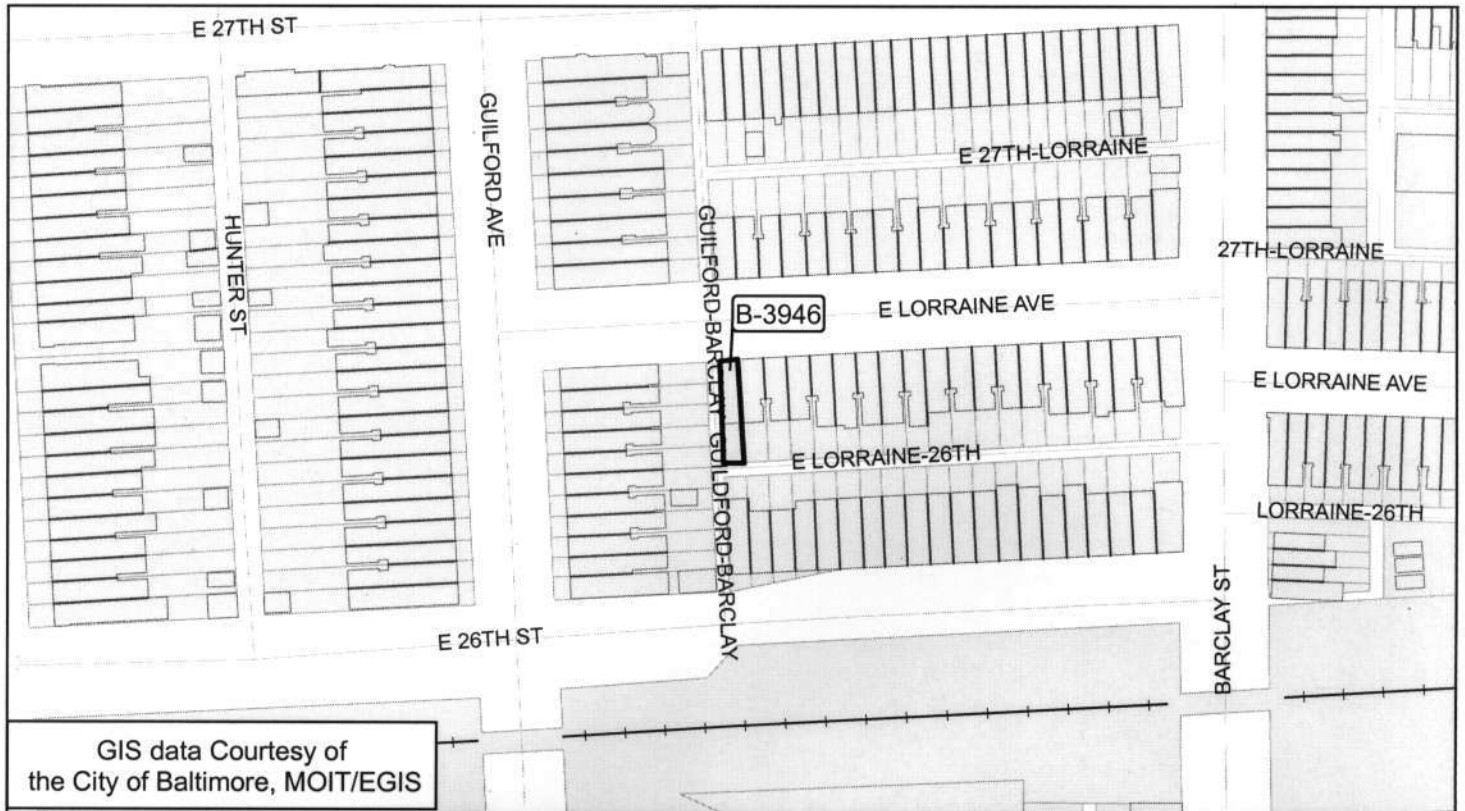 E 27TH ST
GUILFORD AVE
E 27TH-LORRAINE
HUNTER ST
GUILFORD-BARCLAY
27TH-LORRAINE
B-3946
E LORRAINE AVE
E LORRAINE AVE
E LORRAINE-26TH
GUILDFORD-BARCLAY
LORRAINE-26TH
BARCLAY ST
E 26TH ST
GIS data Courtesy of
the City of Baltimore, MOIT/EGIS